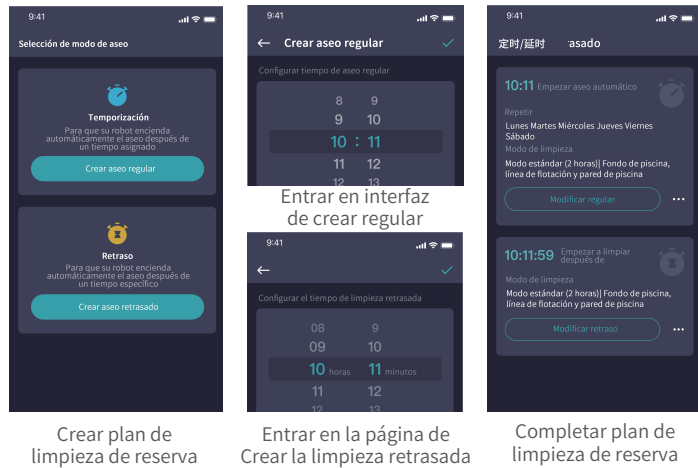 9:41
Selección de modo de aseo
Temporización
Para que su robot encienda
automáticamente el aseo después de
un tiempo asignado
Crear aseo regular
Retraso
Para que su robot encienda
automáticamente el aseo después de
un tiempo específico
Crear aseo retrasado
Crear plan de
limpieza de reserva
9:41
Crear aseo regular
Configurar tiempo de aseo regular
8 9
9 10
10 : 11
11 12
12 13
Entrar en interfaz
de crear regular
9:41
Configurar el tiempo de limpieza retrasada
08 9
09 10
10 horas 11 minutos
11 12
12 13
Entrar en la página de
Crear la limpieza retrasada
9:41
定时/延时 asado
10:11 Empezar aseo automático
Repetir
Lunes Martes Miércoles Jueves Viernes
Sábado
Modo de limpieza
Modo estándar (2 horas)| Fondo de piscina,
línea de flotación y pared de piscina
Modificar regular
10:11:59 Empezar a limpiar
después de
Modo de limpieza
Modo estándar (2 horas)| Fondo de piscina,
línea de flotación y pared de piscina
Modificar retraso
Completar plan de
limpieza de reserva